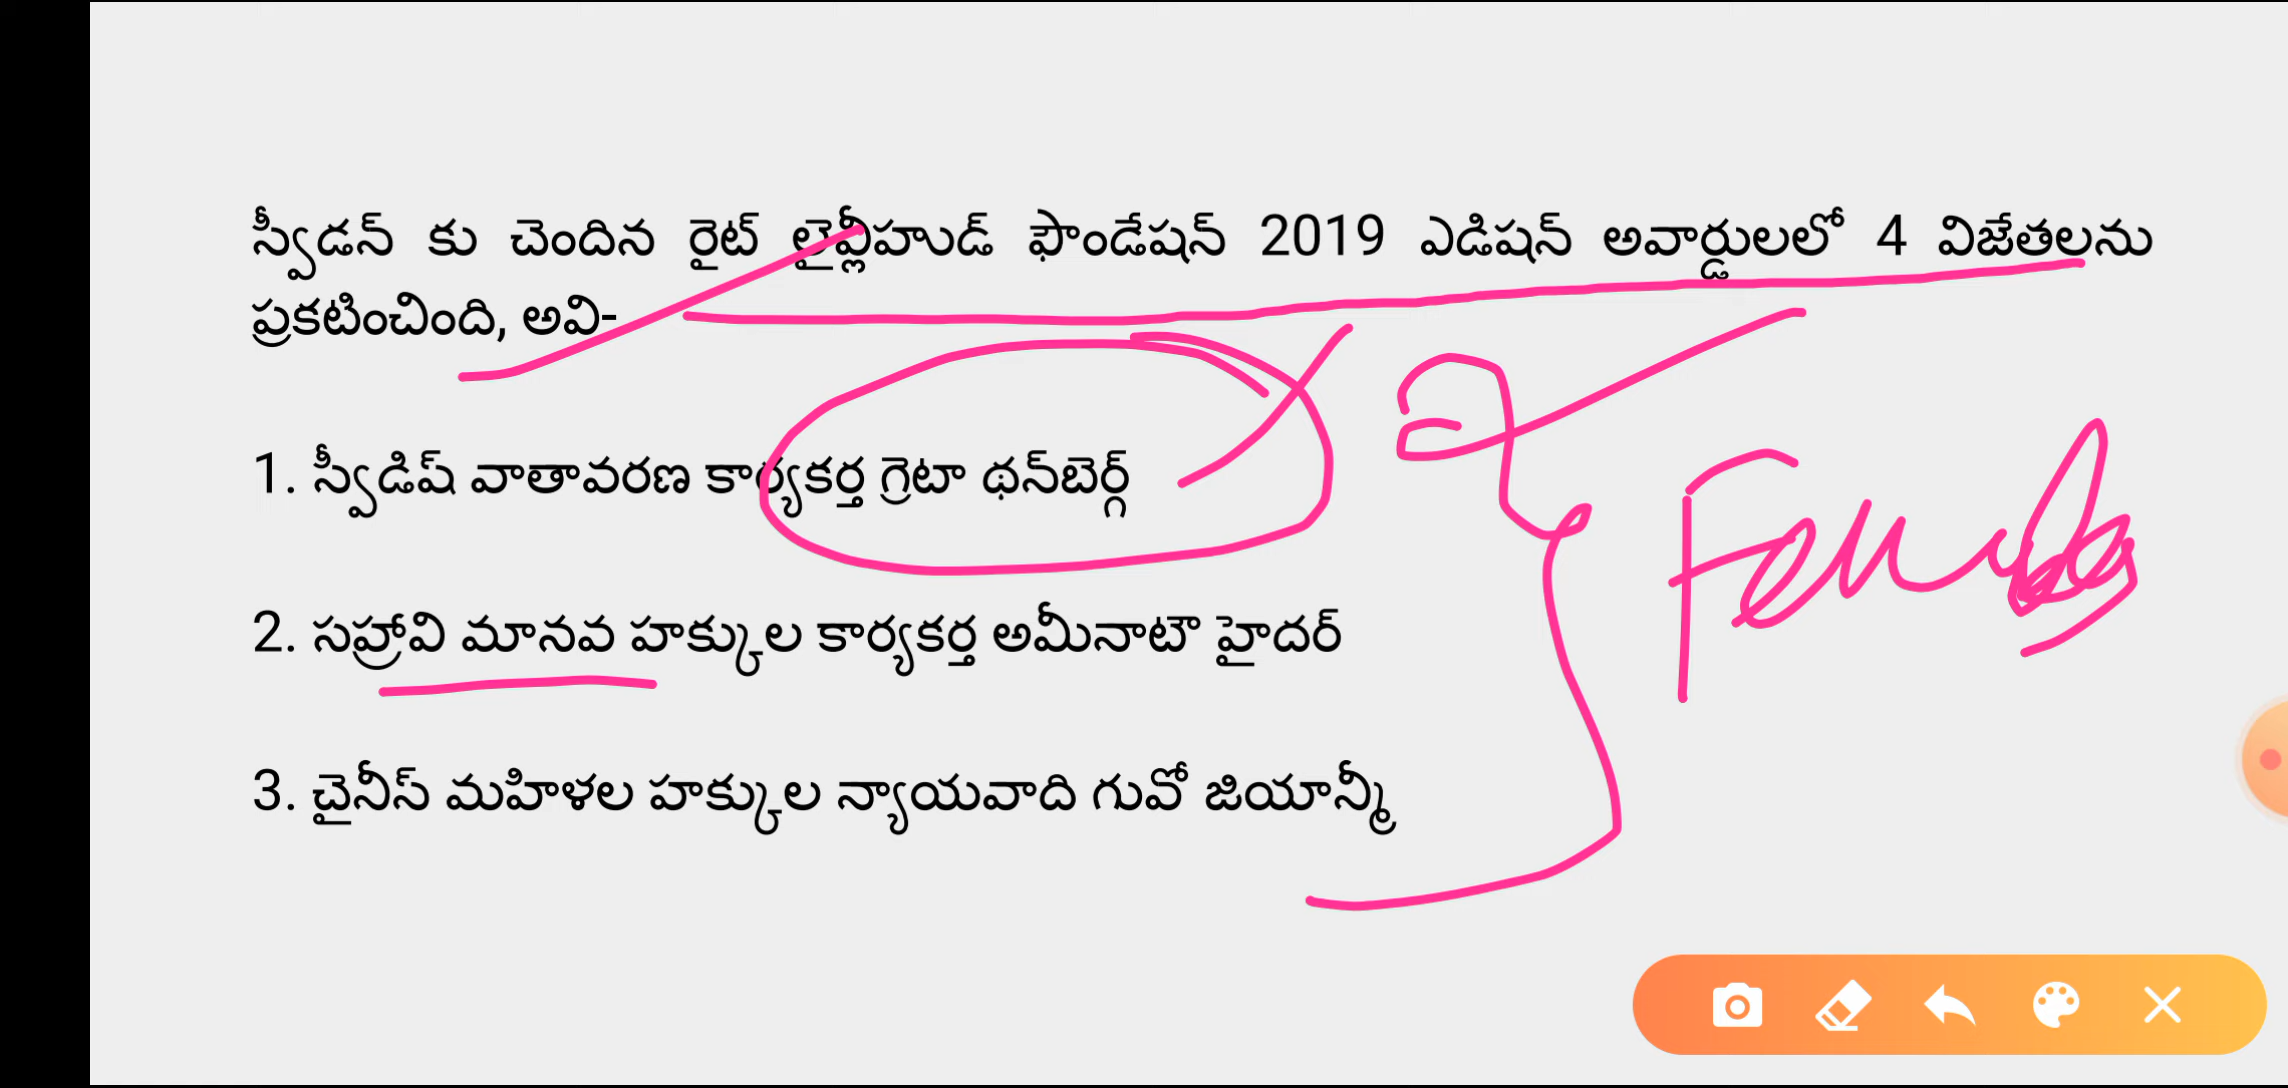 స్వీడన్ కు చెందిన రైట్ లైవ్లీహుడ్ ఫౌండేషన్ 2019 ఎడిషన్ అవార్డులలో 4 విజేతలను
ప్రకటించింది, అవి-
1. స్వీడిష్ వాతావరణ కార్యకర్త గ్రెటా థన్‌బెర్గ్
2. సహ్రావి మానవ హక్కుల కార్యకర్త అమీనాటౌ హైదర్
3. చైనీస్ మహిళల హక్కుల న్యాయవాది గువో జియాన్మీ